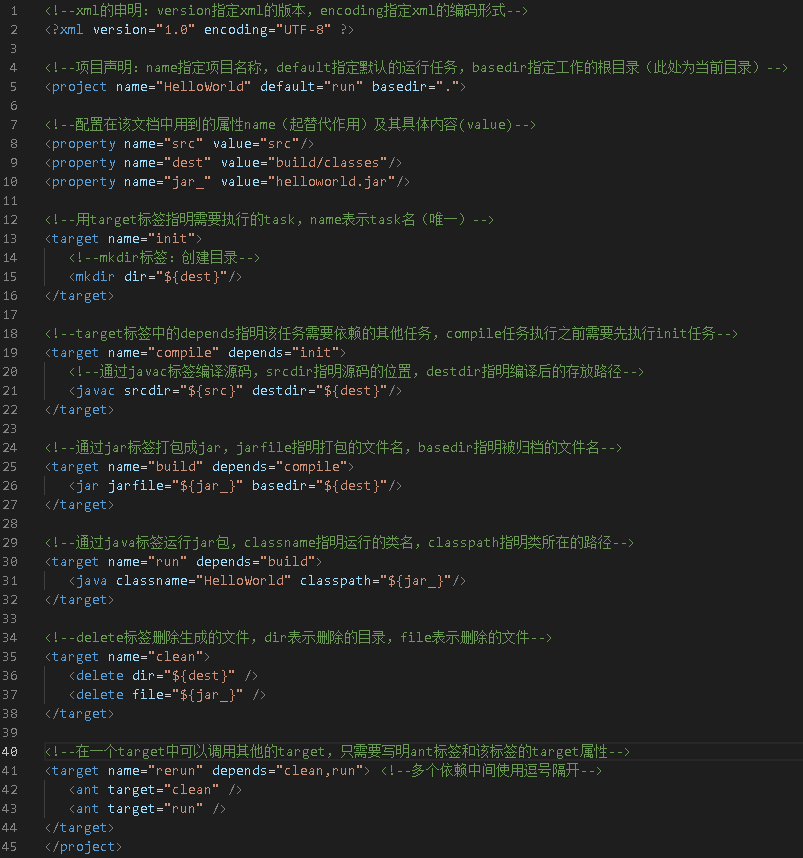 1 <!--xml的申明：version指定xml的版本，encoding指定xml的编码形式-->
2 <?xml version="1.0" encoding="UTF-8" ?>
3
4 <!--项目声明：name指定项目名称，default指定默认的运行任务，basedir指定工作的根目录（此处为当前目录）-->
5 <project name="HelloWorld" default="run" basedir=".">
6
7 <!--配置在该文档中用到的属性name（起替代作用）及其具体内容(value)-->
8 <property name="src" value="src"/>
9 <property name="dest" value="build/classes"/>
10 <property name="jar_" value="helloworld.jar"/>
11
12 <!--用target标签指明需要执行的task，name表示task名（唯一）-->
13 <target name="init">
14 <!--mkdir标签：创建目录-->
15 <mkdir dir="${dest}"/>
16 </target>
17
18 <!--target标签中的depends指明该任务需要依赖的其他任务，compile任务执行之前需要先执行init任务-->
19 <target name="compile" depends="init">
20 <!--通过javac标签编译源码，srcdir指明源码的位置，destdir指明编译后的存放路径-->
21 <javac srcdir="${src}" destdir="${dest}"/>
22 </target>
23
24 <!--通过jar标签打包成jar，jarfile指明打包的文件名，basedir指明被归档的文件名-->
25 <target name="build" depends="compile">
26 <jar jarfile="${jar_}" basedir="${dest}"/>
27 </target>
28
29 <!--通过java标签运行jar包，classname指明运行的类名，classpath指明类所在的路径-->
30 <target name="run" depends="build">
31 <java classname="HelloWorld" classpath="${jar_}"/>
32 </target>
33
34 <!--delete标签删除生成的文件，dir表示删除的目录，file表示删除的文件-->
35 <target name="clean">
36 <delete dir="${dest}" />
37 <delete file="${jar_}" />
38 </target>
39
40 <!--在一个target中可以调用其他的target，只需要写明ant标签和该标签的target属性-->
41 <target name="rerun" depends="clean,run"> <!--多个依赖中间使用逗号隔开-->
42 <ant target="clean" />
43 <ant target="run" />
44 </target>
45 </project>